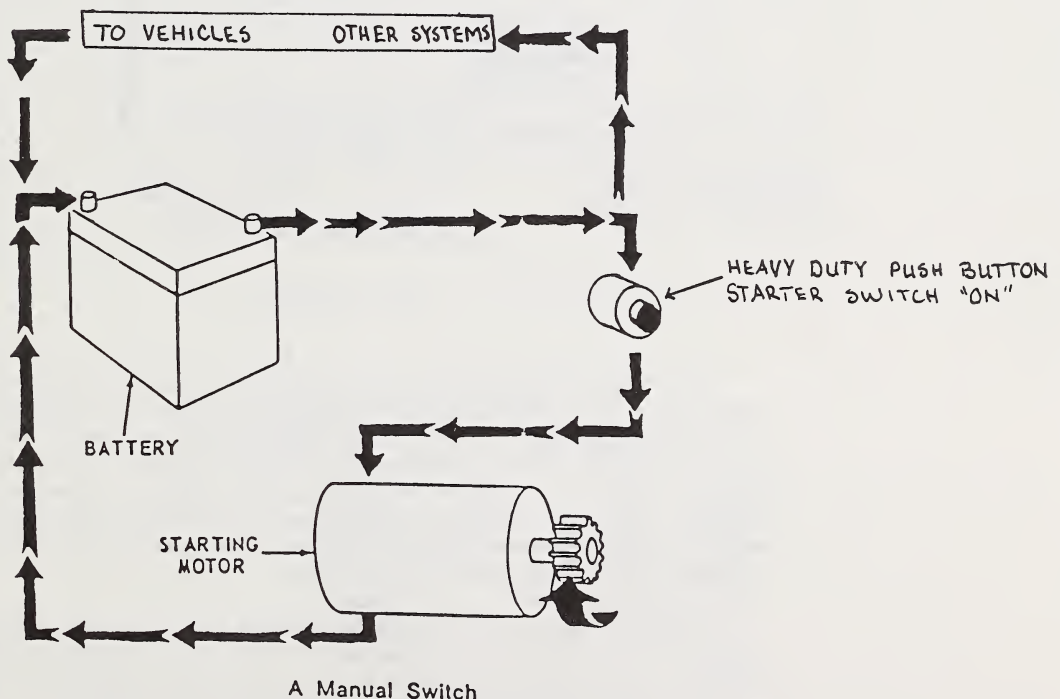 TO VEHICLES OTHER SYSTEMS
HEAVY DUTY PUSH BUTTON
STARTER SWITCH "ON"
BATTERY
STARTING
MOTOR
A Manual Switch